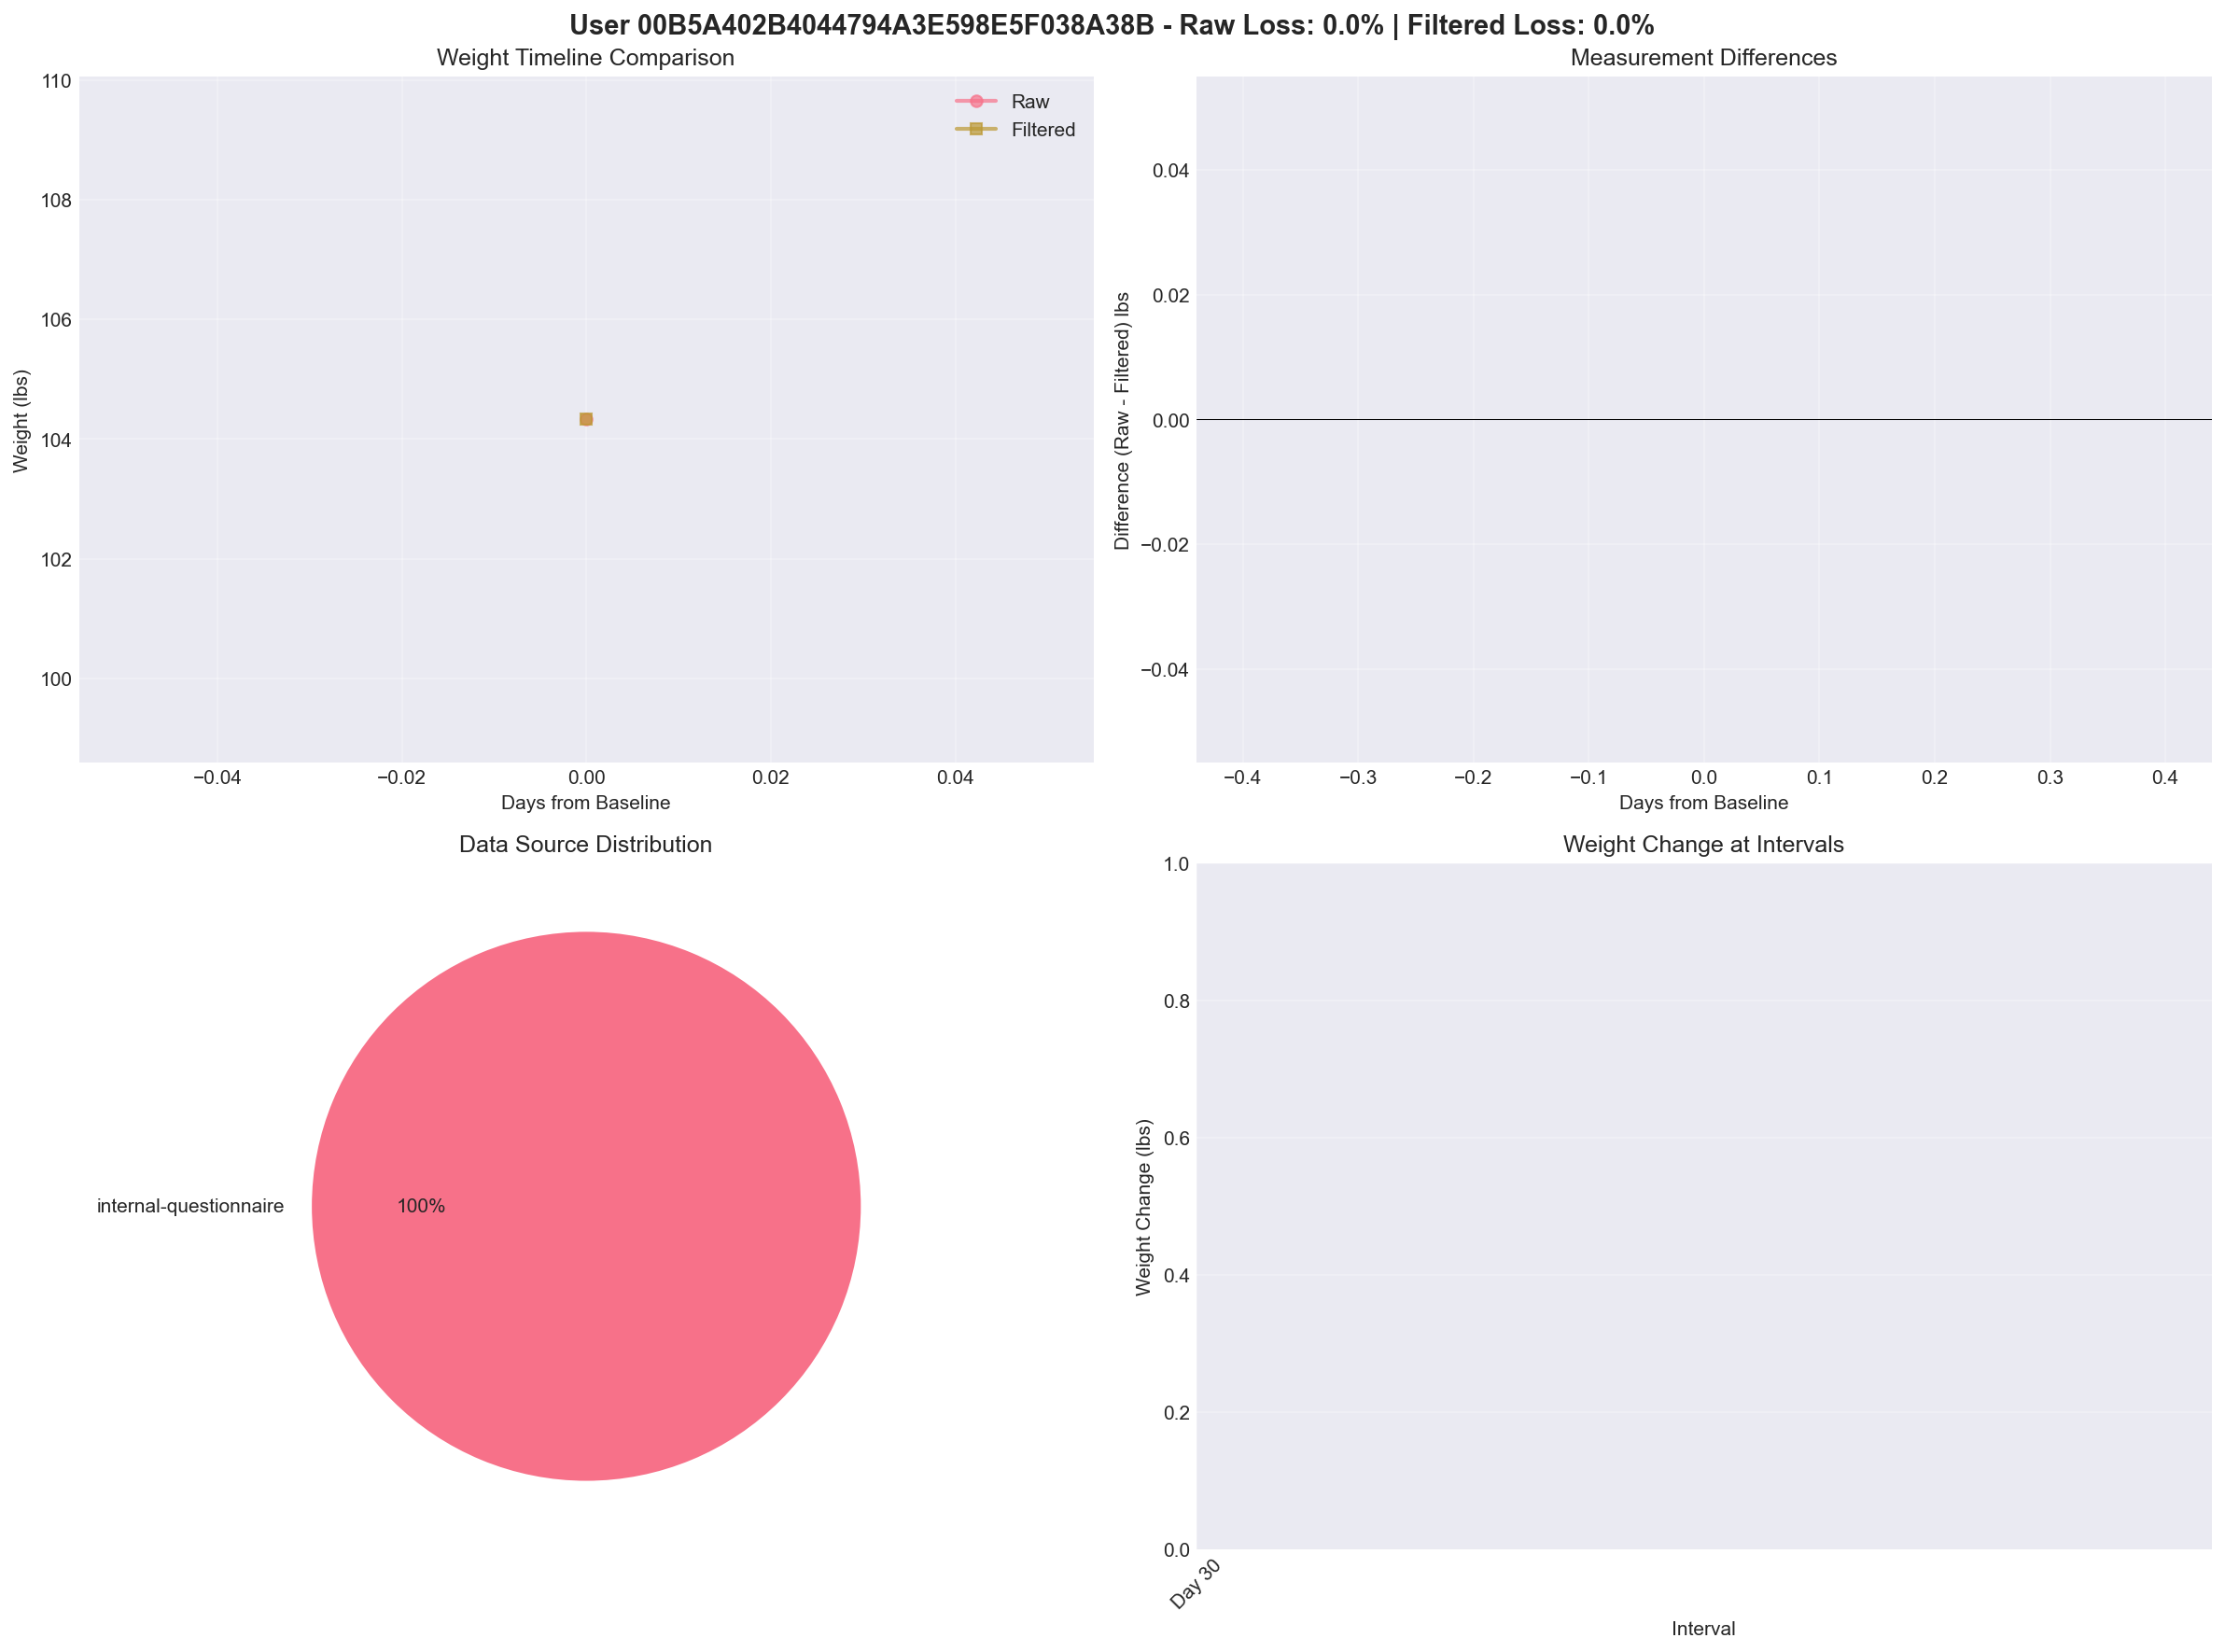 User 00B5A402B4044794A3E598E5F038A38B - Raw Loss: 0.0% | Filtered Loss: 0.0%
Weight Timeline Comparison
110
108
106
104
102
100
Weight (lbs)
Raw
Filtered
−0.04
−0.02
0.00
0.02
0.04
Days from Baseline
Measurement Differences
0.04
0.02
0.00
−0.02
−0.04
Difference (Raw - Filtered) lbs
−0.4
−0.3
−0.2
−0.1
0.0
0.1
0.2
0.3
0.4
Days from Baseline
Data Source Distribution
internal-questionnaire
100%
Weight Change at Intervals
1.0
0.8
0.6
0.4
0.2
0.0
Weight Change (lbs)
Day 30
Interval